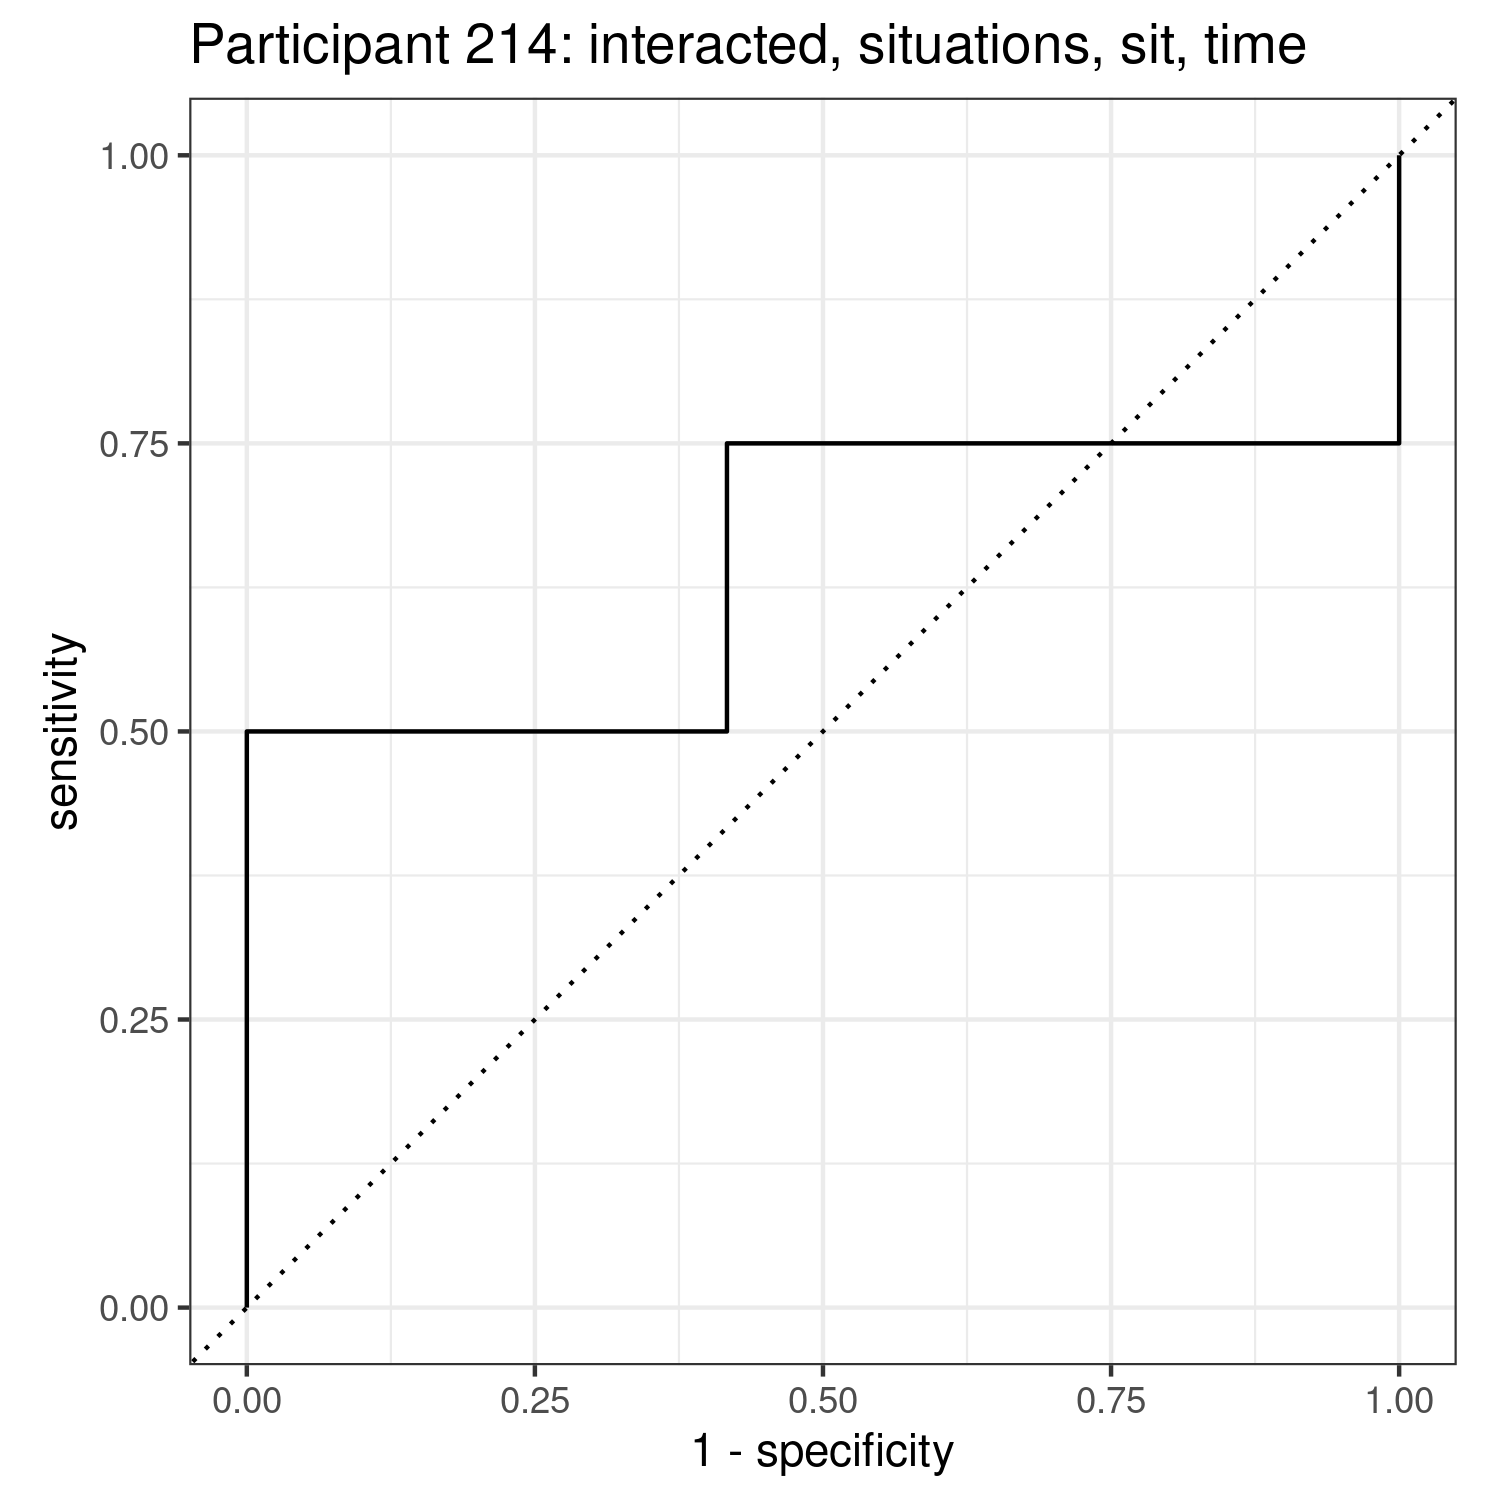 Participant 214: interacted, situations, sit, time
1.00
0.75
0.50
0.25
0.00
sensitivity
0.00 0.25 0.50 0.75 1.00
1 - specificity